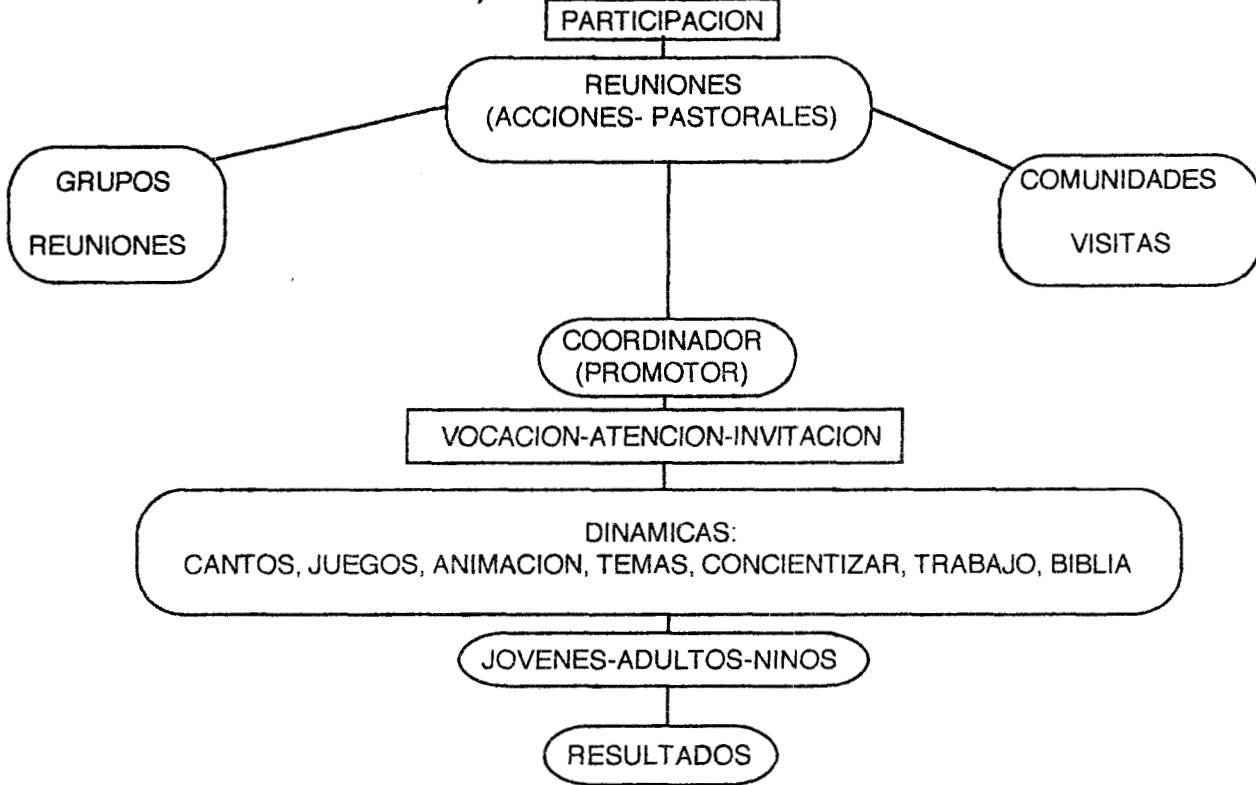 PARTICIPACION
REUNIONES
(ACCIONES- PASTORALES)
GRUPOS
REUNIONES
COMUNIDADES
VISITAS
COORDINADOR
(PROMOTOR)
VOCACION-ATENCION-INVITACION
DINAMICAS:
CANTOS, JUEGOS, ANIMACION, TEMAS, CONCIENTIZAR, TRABAJO, BIBLIA
JOVENES-ADULTOS-NINOS
RESULTADOS